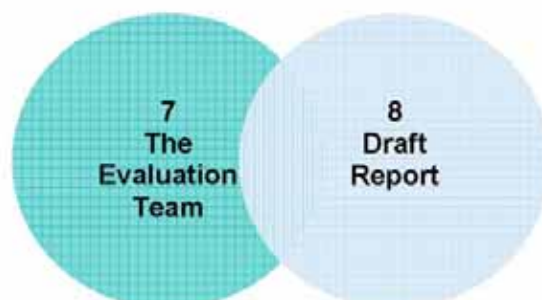 7
The
Evaluation
Team
8
Draft
Report